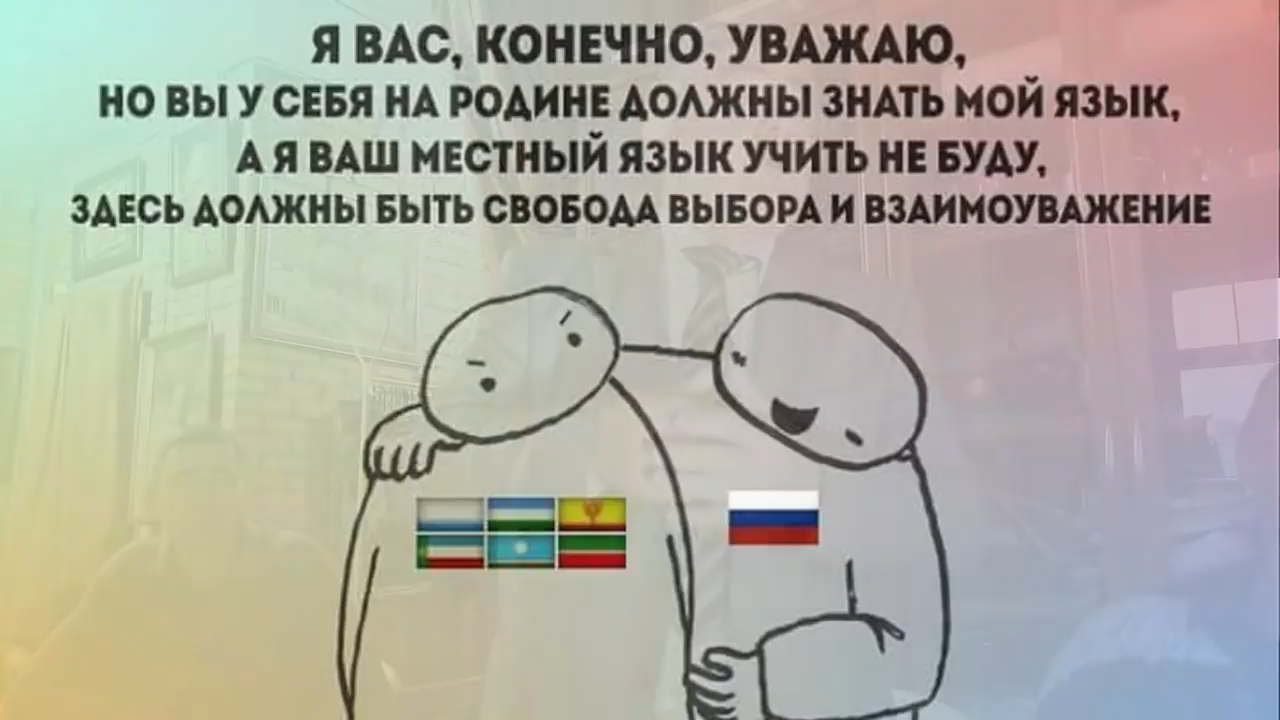 Я ВАС, КОНЕЧНО, УВАЖАЮ,
НО ВЫ У СЕБЯ НА РОДИНЕ ДОЛЖНЫ ЗНАТЬ МОЙ ЯЗЫК,
А Я ВАШ МЕСТНЫЙ ЯЗЫК УЧИТЬ НЕ БУДУ,
ЗДЕСЬ ДОЛЖНЫ БЫТЬ СВОБОДА ВЫБОРА И ВЗАИМОУВАЖЕНИЕ